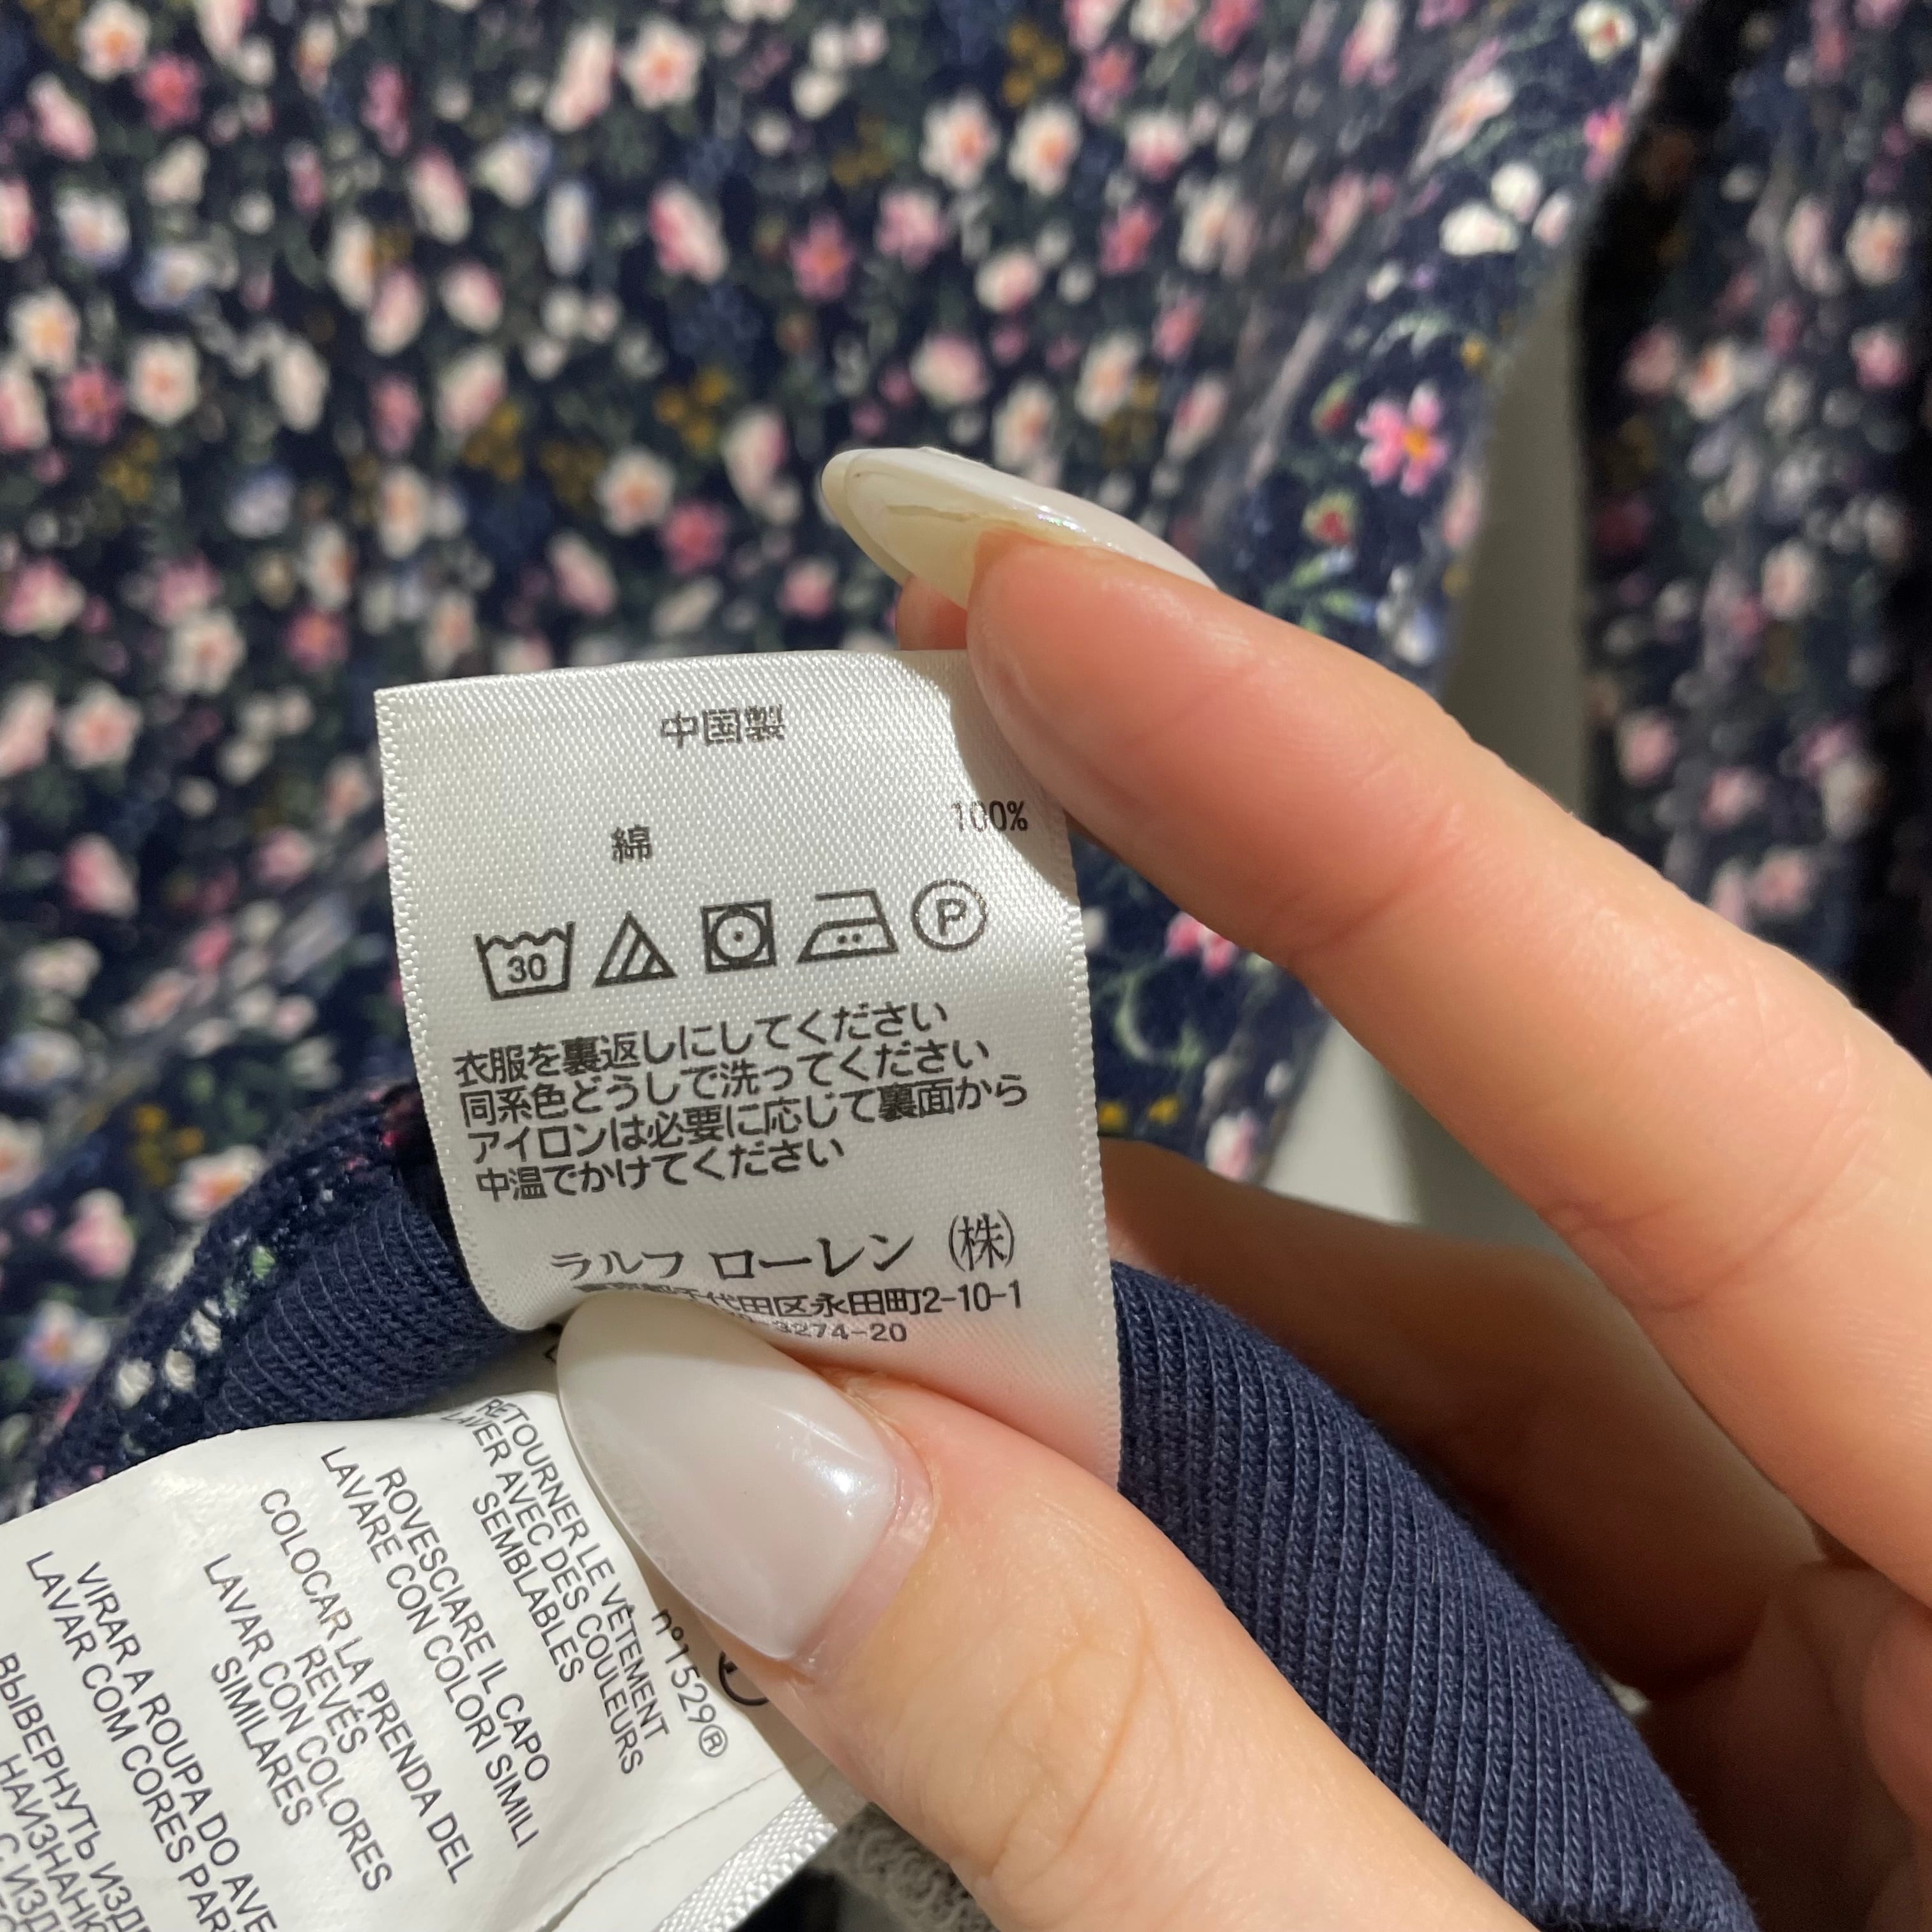 中国製
綿 100%
30
P
衣服を裏返しにしてください
同系色どうしで洗ってください
アイロンは必要に応じて裏面から
中温でかけてください
ラルフ ローレン (株)
代田区永田町2-10-1
3274-20
n°1529®
RETOURNER LE VÊTEMENT
LAVER AVEC DES COULEURS
SEMBLABLES
ROVESCIARE IL CAPO
LAVARE CON COLORI SIMILI
COLOCAR LA PRENDA DEL
REVÉS
LAVAR CON COLORES
SIMILARES
VIRAR A ROUPA DO AVE
LAVAR COM CORES PAR
ВЫВЕРНУТЬ ИЗД
НАИЗНАНК